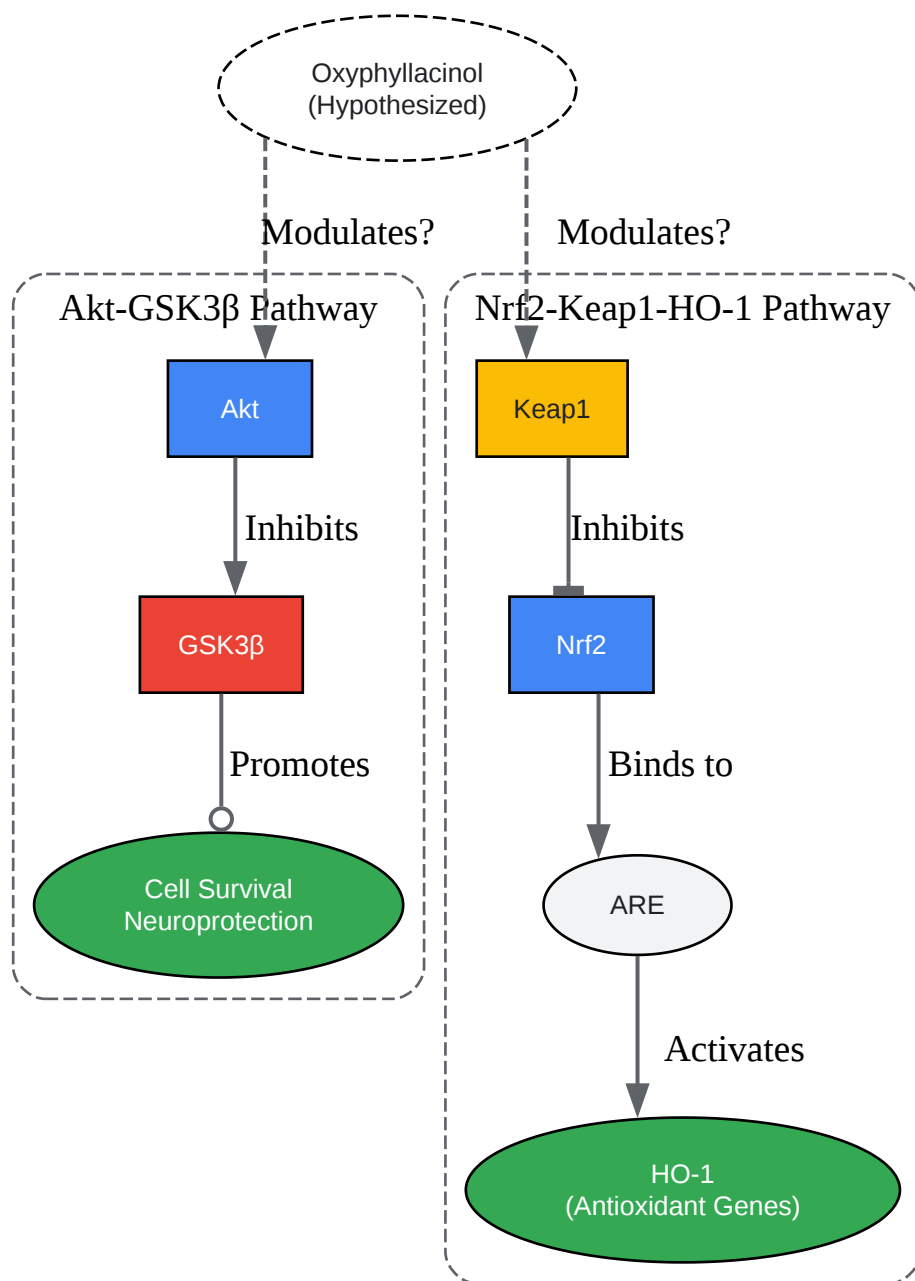 Oxyphyllacinol
(Hypothesized)
Modulates?
Modulates?
Akt-GSK3β Pathway
Akt
Inhibits
GSK3β
Promotes
Cell Survival
Neuroprotection
Nrf2-Keap1-HO-1 Pathway
Keap1
Inhibits
Nrf2
Binds to
ARE
Activates
HO-1
(Antioxidant Genes)